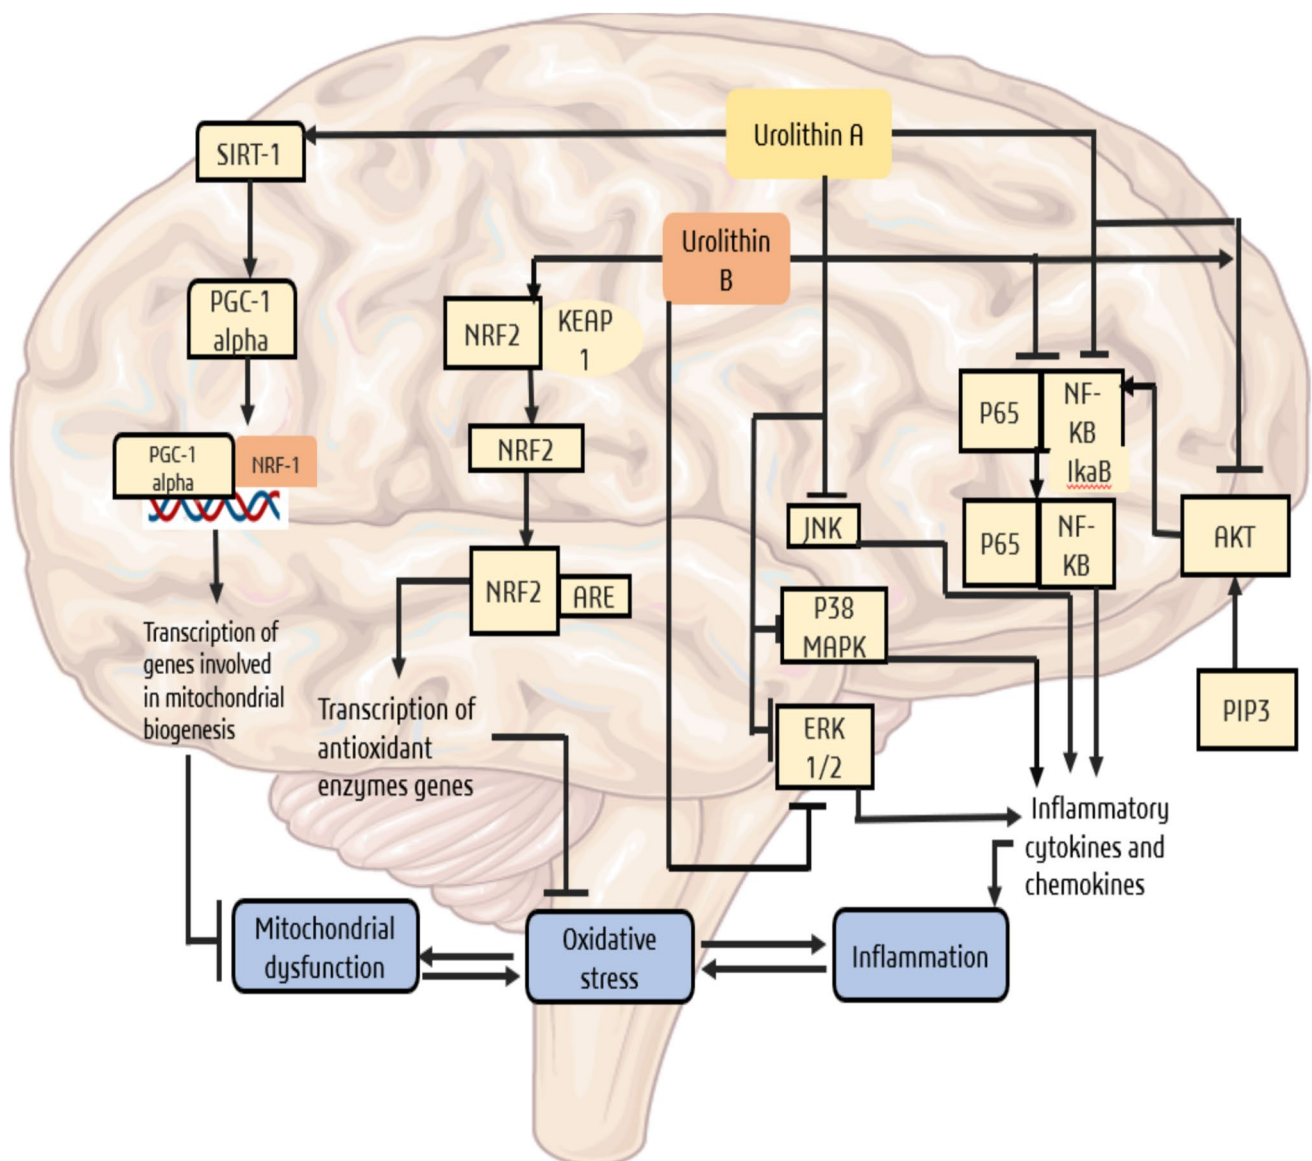 Urolithin A
SIRT-1
Urolithin
B
PGC-1
alpha
NRF2
KEAP
1
P65
NF-
KB
IkaB
NRF2
PGC-1
alpha
NRF-1
JNK
P65
NF-
KB
AKT
NRF2
ARE
P38
MAPK
Transcription of
genes involved
in mitochondrial
biogenesis
PIP3
Transcription of
antioxidant
enzymes genes
ERK
1/2
Inflammatory
cytokines and
chemokines
Mitochondrial
dysfunction
Oxidative
stress
Inflammation